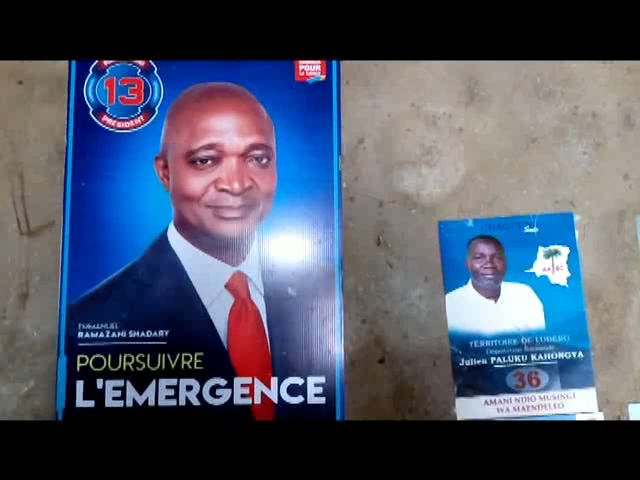 13
PRESIDENT
POUR
EMMANUEL
RAMAZANI SHADARY
POURSUIVRE
L'EMERGENCE
TERRITOIRE DE LUBERO
Julien PALUKU KAHONGYA
36
AMANI NDIO MUSINGI
WA MAENDELEO